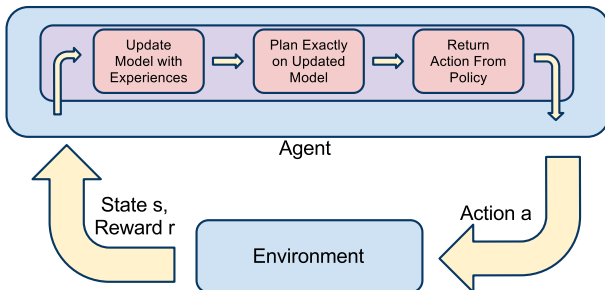 Update
Model with
Experiences
Plan Exactly
on Updated
Model
Return
Action From
Policy
Agent
State s,
Reward r
Action a
Environment